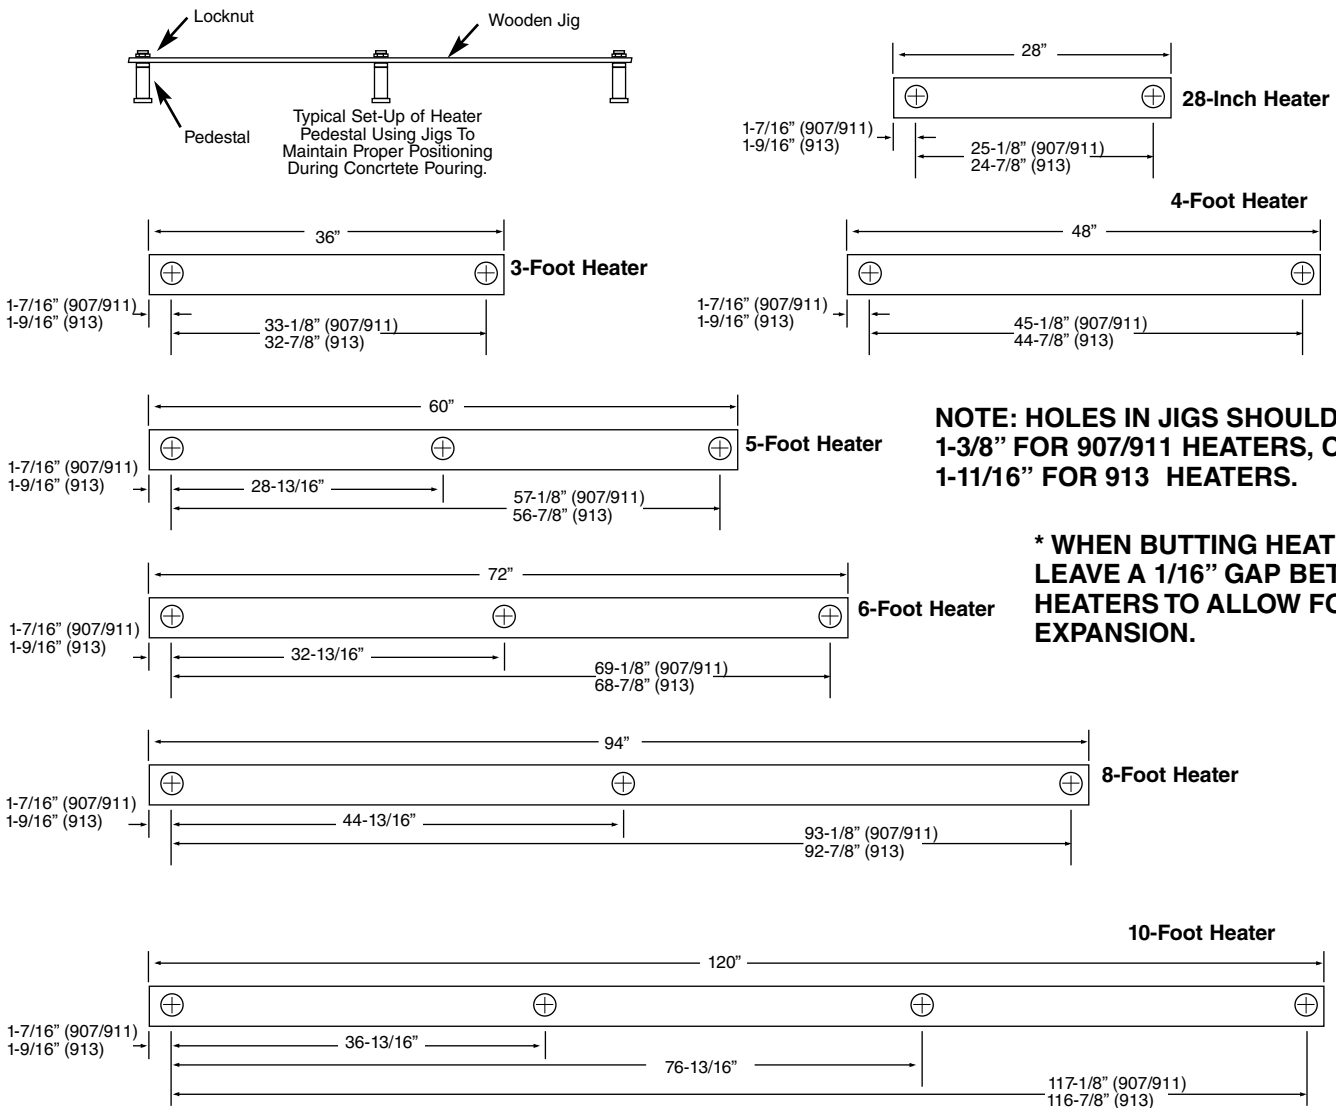 Locknut
Wooden Jig
Pedestal
Typical Set-Up of Heater
Pedestal Using Jigs To
Maintain Proper Positioning
During Concrtete Pouring.
28”
28-Inch Heater
1-7/16” (907/911)
1-9/16” (913)
25-1/8” (907/911)
24-7/8” (913)
36”
3-Foot Heater
1-7/16” (907/911)
1-9/16” (913)
33-1/8” (907/911)
32-7/8” (913)
4-Foot Heater
48”
1-7/16” (907/911)
1-9/16” (913)
45-1/8” (907/911)
44-7/8” (913)
60”
5-Foot Heater
1-7/16” (907/911)
1-9/16” (913)
28-13/16”
57-1/8” (907/911)
56-7/8” (913)
NOTE: HOLES IN JIGS SHOULD
1-3/8” FOR 907/911 HEATERS,
1-11/16” FOR 913 HEATERS.
* WHEN BUTTING
LEAVE A 1/16” GAP
HEATERS TO ALLOW
EXPANSION.
72”
6-Foot Heater
1-7/16” (907/911)
1-9/16” (913)
32-13/16”
69-1/8” (907/911)
68-7/8” (913)
94”
8-Foot Heater
1-7/16” (907/911)
1-9/16” (913)
44-13/16”
93-1/8” (907/911)
92-7/8” (913)
10-Foot Heater
120”
1-7/16” (907/911)
1-9/16” (913)
36-13/16”
76-13/16”
117-1/8” (907/911)
116-7/8” (913)